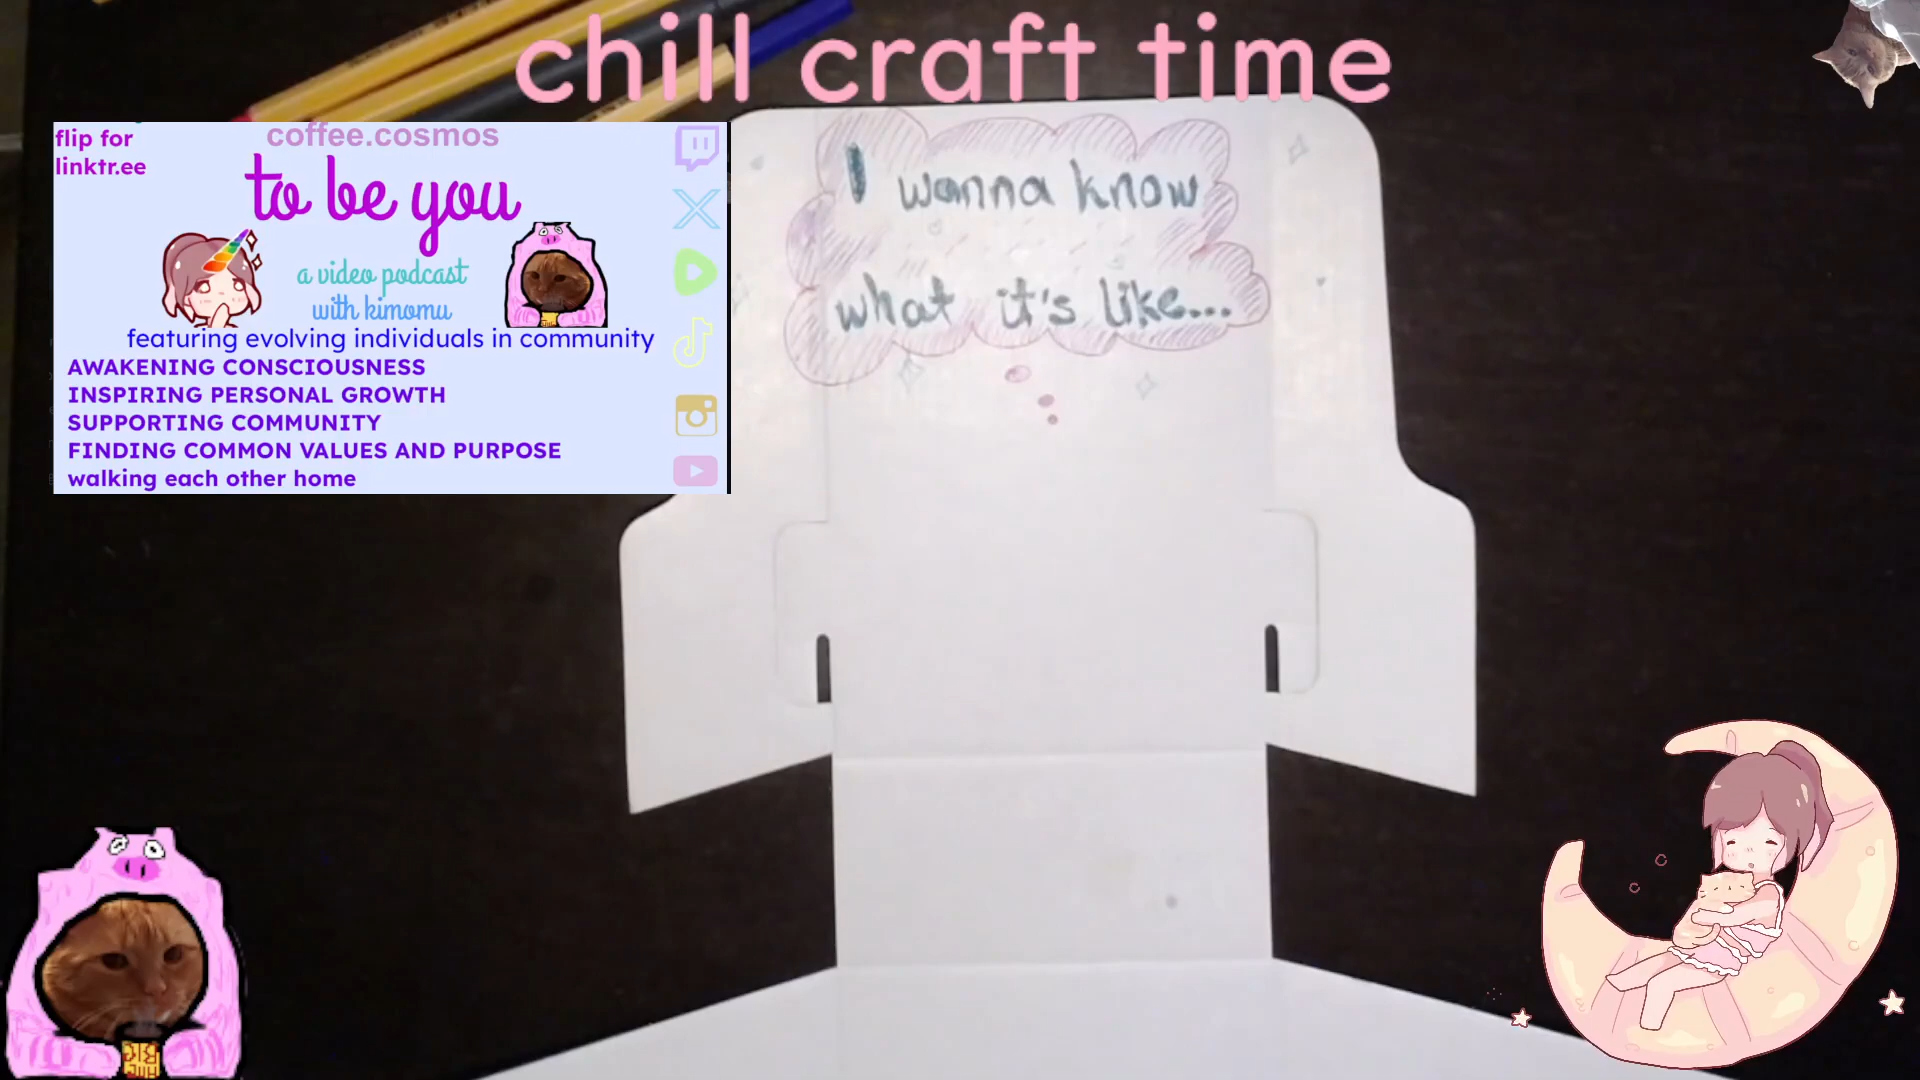 chill craft time
flip for
linktr.ee
coffee.cosmos
to be you
a video podcast
with kimomu
featuring evolving individuals in community
AWAKENING CONSCIOUSNESS
INSPIRING PERSONAL GROWTH
SUPPORTING COMMUNITY
FINDING COMMON VALUES AND PURPOSE
walking each other home
I wanna know
what it's like...